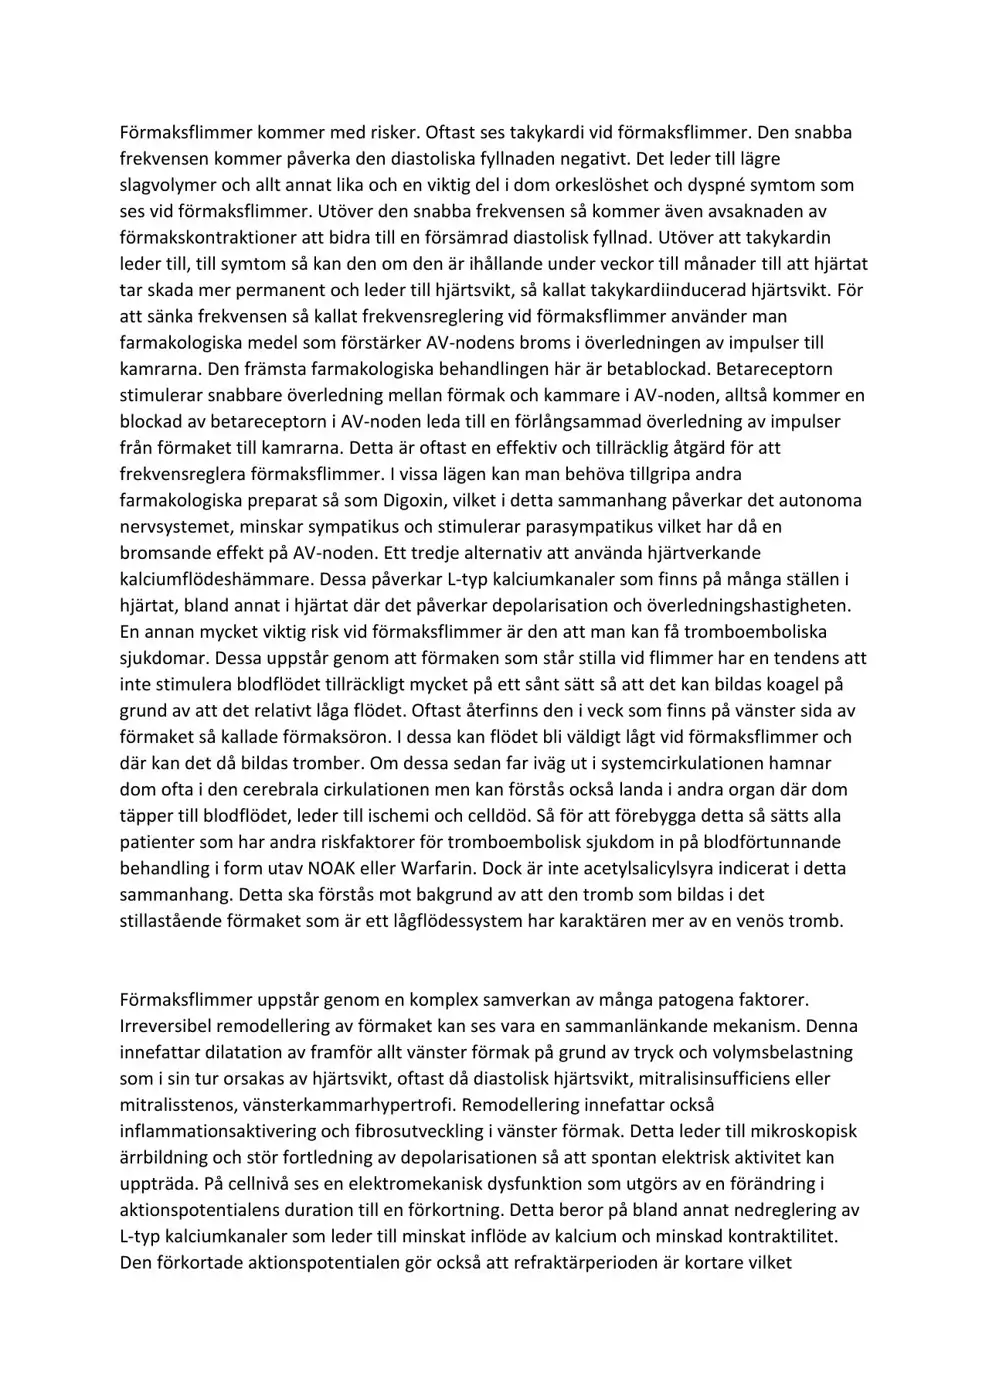 Förmaksflimmer kommer med risker. Oftast ses takykardi vid förmaksflimmer. Den snabba
frekvensen kommer påverka den diastoliska fyllnaden negativt. Det leder till lägre
slagvolymer och allt annat lika och en viktig del i dom orkeslöshet och dyspné symtom som
ses vid förmaksflimmer. Utöver den snabba frekvensen så kommer även avsaknaden av
förmakskontraktioner att bidra till en försämrad diastolisk fyllnad. Utöver att takykardin
leder till, till symtom så kan den om den är ihållande under veckor till månader till att hjärtat
tar skada mer permanent och leder till hjärtsvikt, så kallat takykardiinducerad hjärtsvikt. För
att sänka frekvensen så kallat frekvensreglering vid förmaksflimmer använder man
farmakologiska medel som förstärker AV-nodens broms i överledningen av impulser till
kamrarna. Den främsta farmakologiska behandlingen här är betablockad. Betareceptorn
stimulerar snabbare överledning mellan förmak och kammare i AV-noden, alltså kommer en
blockad av betareceptorn i AV-noden leda till en förlångsammad överledning av impulser
från förmaket till kamrarna. Detta är oftast en effektiv och tillräcklig åtgärd för att
frekvensreglera förmaksflimmer. I vissa lägen kan man behöva tillgripa andra
farmakologiska preparat så som Digoxin, vilket i detta sammanhang påverkar det autonoma
nervsystemet, minskar sympatikus och stimulerar parasympatikus vilket har då en
bromsande effekt på AV-noden. Ett tredje alternativ att använda hjärtverkande
kalciumflödeshämmare. Dessa påverkar L-typ kalciumkanaler som finns på många ställen i
hjärtat, bland annat i hjärtat där det påverkar depolarisation och överledningshastigheten.
En annan mycket viktig risk vid förmaksflimmer är den att man kan få tromboemboliska
sjukdomar. Dessa uppstår genom att förmaken som står stilla vid flimmer har en tendens att
inte stimulera blodflödet tillräckligt mycket på ett sånt sätt så att det kan bildas koagel på
grund av att det relativt låga flödet. Oftast återfinns den i veck som finns på vänster sida av
förmaket så kallade förmaksöron. I dessa kan flödet bli väldigt lågt vid förmaksflimmer och
där kan det då bildas tromber. Om dessa sedan far iväg ut i systemcirkulationen hamnar
dom ofta i den cerebrala cirkulationen men kan förstås också landa i andra organ där dom
täpper till blodflödet, leder till ischemi och celldöd. Så för att förebygga detta så sätts alla
patienter som har andra riskfaktorer för tromboembolisk sjukdom in på blodförtunnande
behandling i form utav NOAK eller Warfarin. Dock är inte acetylsalicylsyra indicerat i detta
sammanhang. Detta ska förstås mot bakgrund av att den tromb som bildas i det
stillastående förmaket som är ett lågflödessystem har karaktären mer av en venös tromb.
Förmaksflimmer uppstår genom en komplex samverkan av många patogena faktorer.
Irreversibel remodellering av förmaket kan ses vara en sammanlänkande mekanism. Denna
innefattar dilatation av framför allt vänster förmak på grund av tryck och volymsbelastning
som i sin tur orsakas av hjärtsvikt, oftast då diastolisk hjärtsvikt, mitralisinsufficiens eller
mitralisstenos, vänsterkammarhypertrofi. Remodellering innefattar också
inflammationsaktivering och fibrosutveckling i vänster förmak. Detta leder till mikroskopisk
ärrbildning och stör fortledning av depolarisationen så att spontan elektrisk aktivitet kan
uppträda. På cellnivå ses en elektromekanisk dysfunktion som utgörs av en förändring i
aktionspotentialens duration till en förkortning. Detta beror på bland annat nedreglering av
L-typ kalciumkanaler som leder till minskat inflöde av kalcium och minskad kontraktilitet.
Den förkortade aktionspotentialen gör också att refraktärperioden är kortare vilket